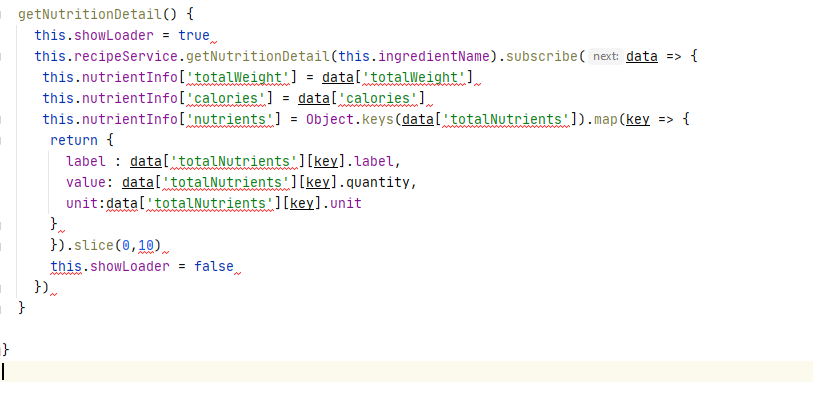 getNutritionDetail() {
this.showLoader = true
this.recipeService.getNutritionDetail(this.ingredientName).subscribe( next: data => {
this.nutrientInfo['totalWeight'] = data['totalWeight']
this.nutrientInfo['calories'] = data['calories']
this.nutrientInfo['nutrients'] = Object.keys(data['totalNutrients']).map(key => {
return {
label : data['totalNutrients'][key].label,
value: data['totalNutrients'][key].quantity,
unit:data['totalNutrients'][key].unit
}
}).slice(0,10)
this.showLoader = false
})
}
}